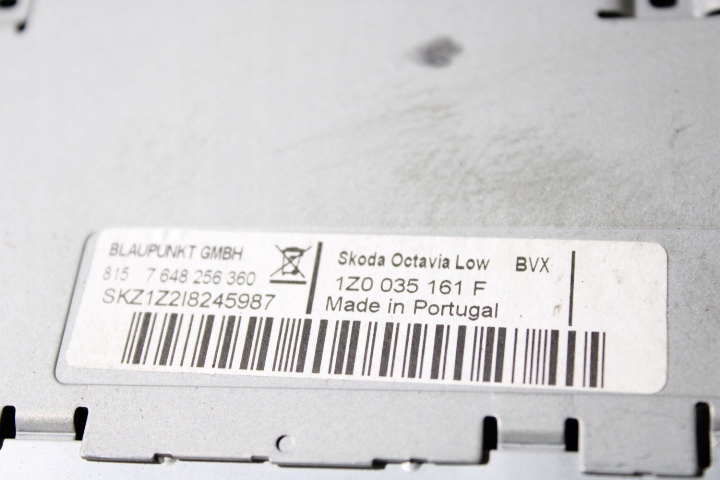 BLAUPUNKT GMBH
815 7 648 256 360
SKZ1Z2I8245987
Skoda Octavia Low BVX
1Z0 035 161 F
Made in Portugal